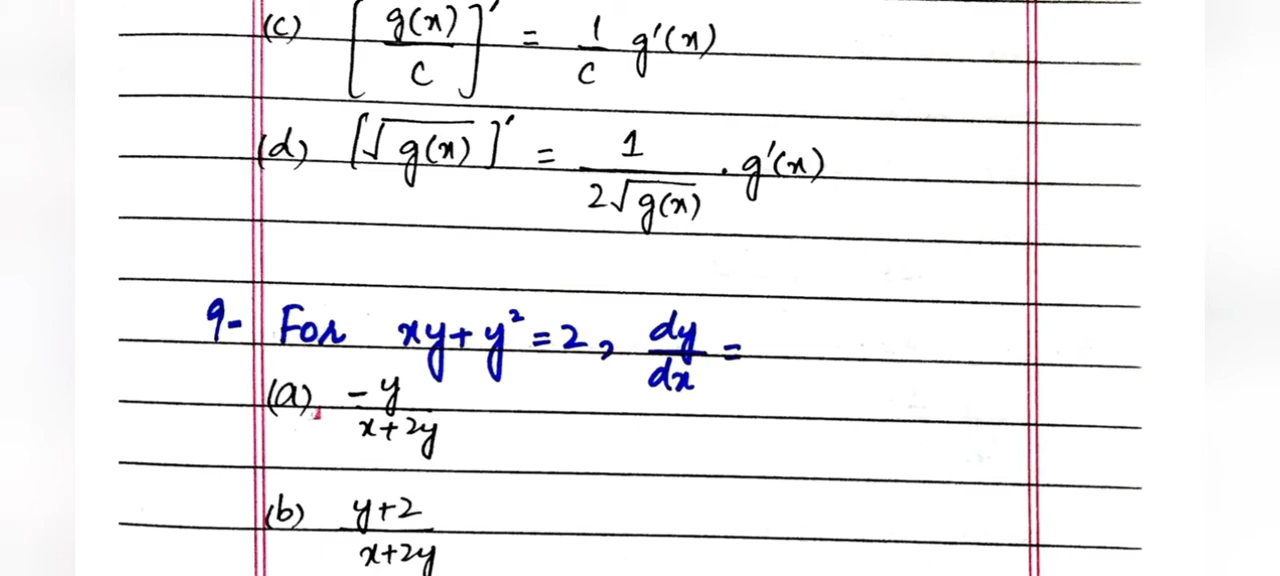 (c) [g(x)/c]' = 1/c g'(x)
(d) [√g(x)]' = 1/(2√g(x)) . g'(x)
9- For xy+y²=2, dy/dx =
(a) -y/(x+2y)
(b) (y+2)/(x+2y)